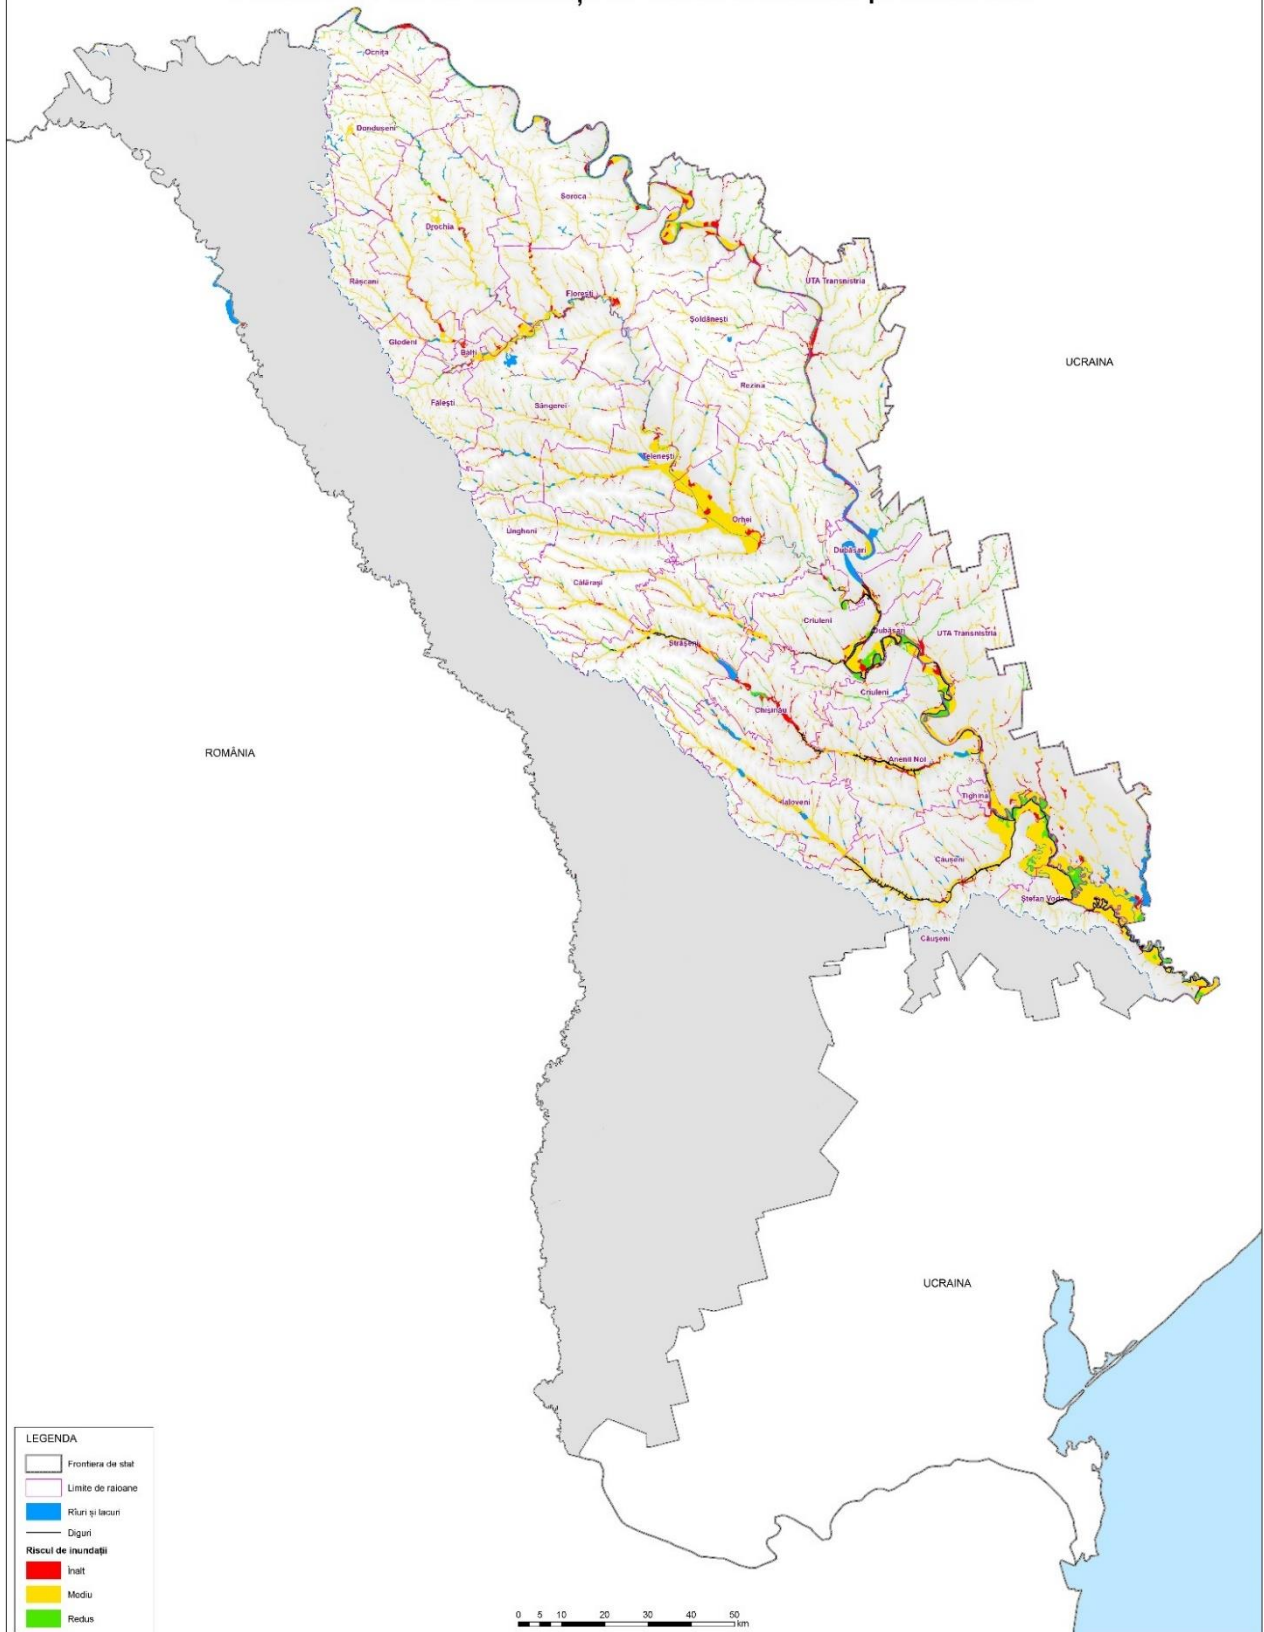 Ocnița
Dondușeni
Soroca
Drochia
Râșcani
UTA Transnistria
Florești
Șoldănești
Glodeni
Bălți
UCRAINA
Rezina
Fălești
Sângerei
Telenești
Orhei
Ungheni
Dubăsari
Călărași
Criuleni
Dubăsari
UTA Transnistria
Strășeni
Criuleni
Chișinău
ROMÂNIA
Anenii Noi
Tighina
Ialoveni
Căușeni
Ștefan Vodă
Căușeni
UCRAINA
LEGENDA
Frontiera de stat
Limite de raioane
Rîuri și lacuri
Diguri
Riscul de inundații
Înalt
Mediu
Redus
0 5 10 20 30 40 50
km